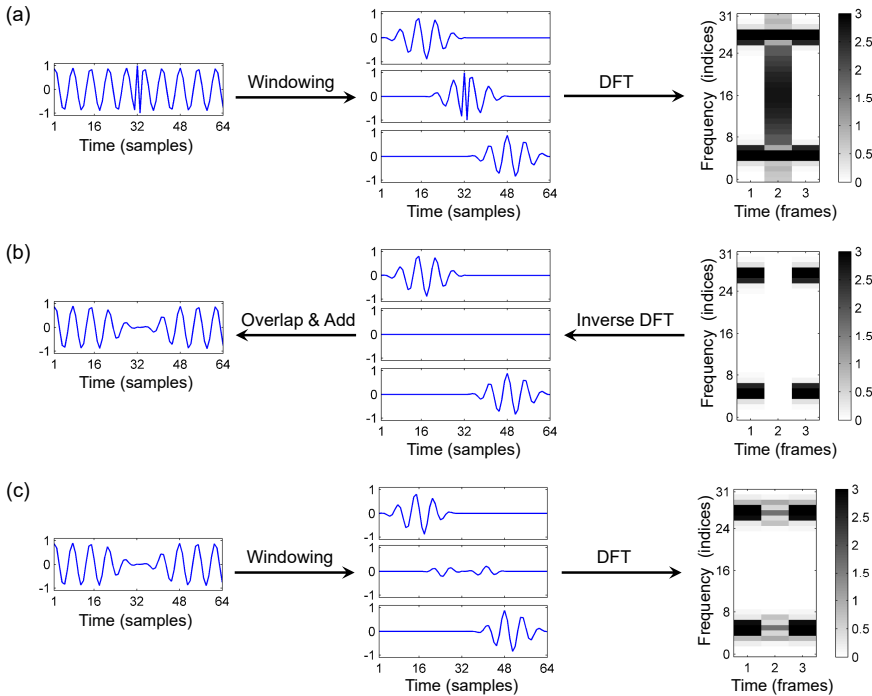 (a)
1
0
-1
1 16 32 48 64
Time (samples)
Windowing
1
0
-1
1
0
-1
1
0
-1
1 16 32 48 64
Time (samples)
DFT
Frequency (indices)
31
24
16
8
0
1 2 3
Time (frames)
3
2.5
2
1.5
1
0.5
0
(b)
1
0
-1
1 16 32 48 64
Time (samples)
Overlap & Add
1
0
-1
1
0
-1
1
0
-1
1 16 32 48 64
Time (samples)
Inverse DFT
Frequency (indices)
31
24
16
8
0
1 2 3
Time (frames)
3
2.5
2
1.5
1
0.5
0
(c)
1
0
-1
1 16 32 48 64
Time (samples)
Windowing
1
0
-1
1
0
-1
1
0
-1
1 16 32 48 64
Time (samples)
DFT
Frequency (indices)
31
24
16
8
0
1 2 3
Time (frames)
3
2.5
2
1.5
1
0.5
0